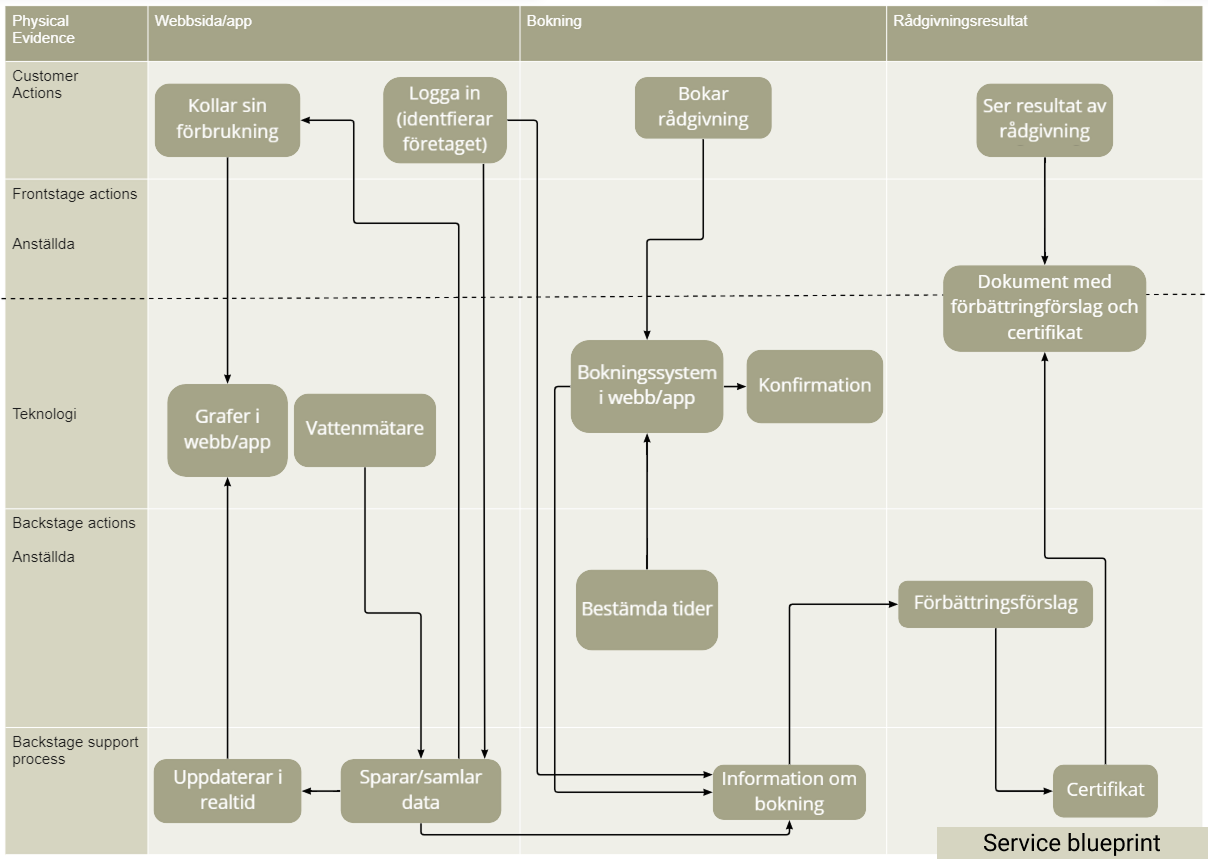 Physical
Evidence
Webbsida/app
Bokning
Rådgivningsresultat
Customer
Actions
Kollar sin
förbrukning
Logga in
(identfierar
företaget)
Bokar
rådgivning
Ser resultat av
rådgivning
Frontstage actions
Anställda
Dokument med
förbättringförslag och
certifikat
Teknologi
Grafer i
webb/app
Vattenmätare
Bokningssystem
i webb/app
Konfirmation
Backstage actions
Anställda
Bestämda tider
Förbättringsförslag
Backstage support
process
Uppdaterar i
realtid
Sparar/samlar
data
Information om
bokning
Certifikat
Service blueprint